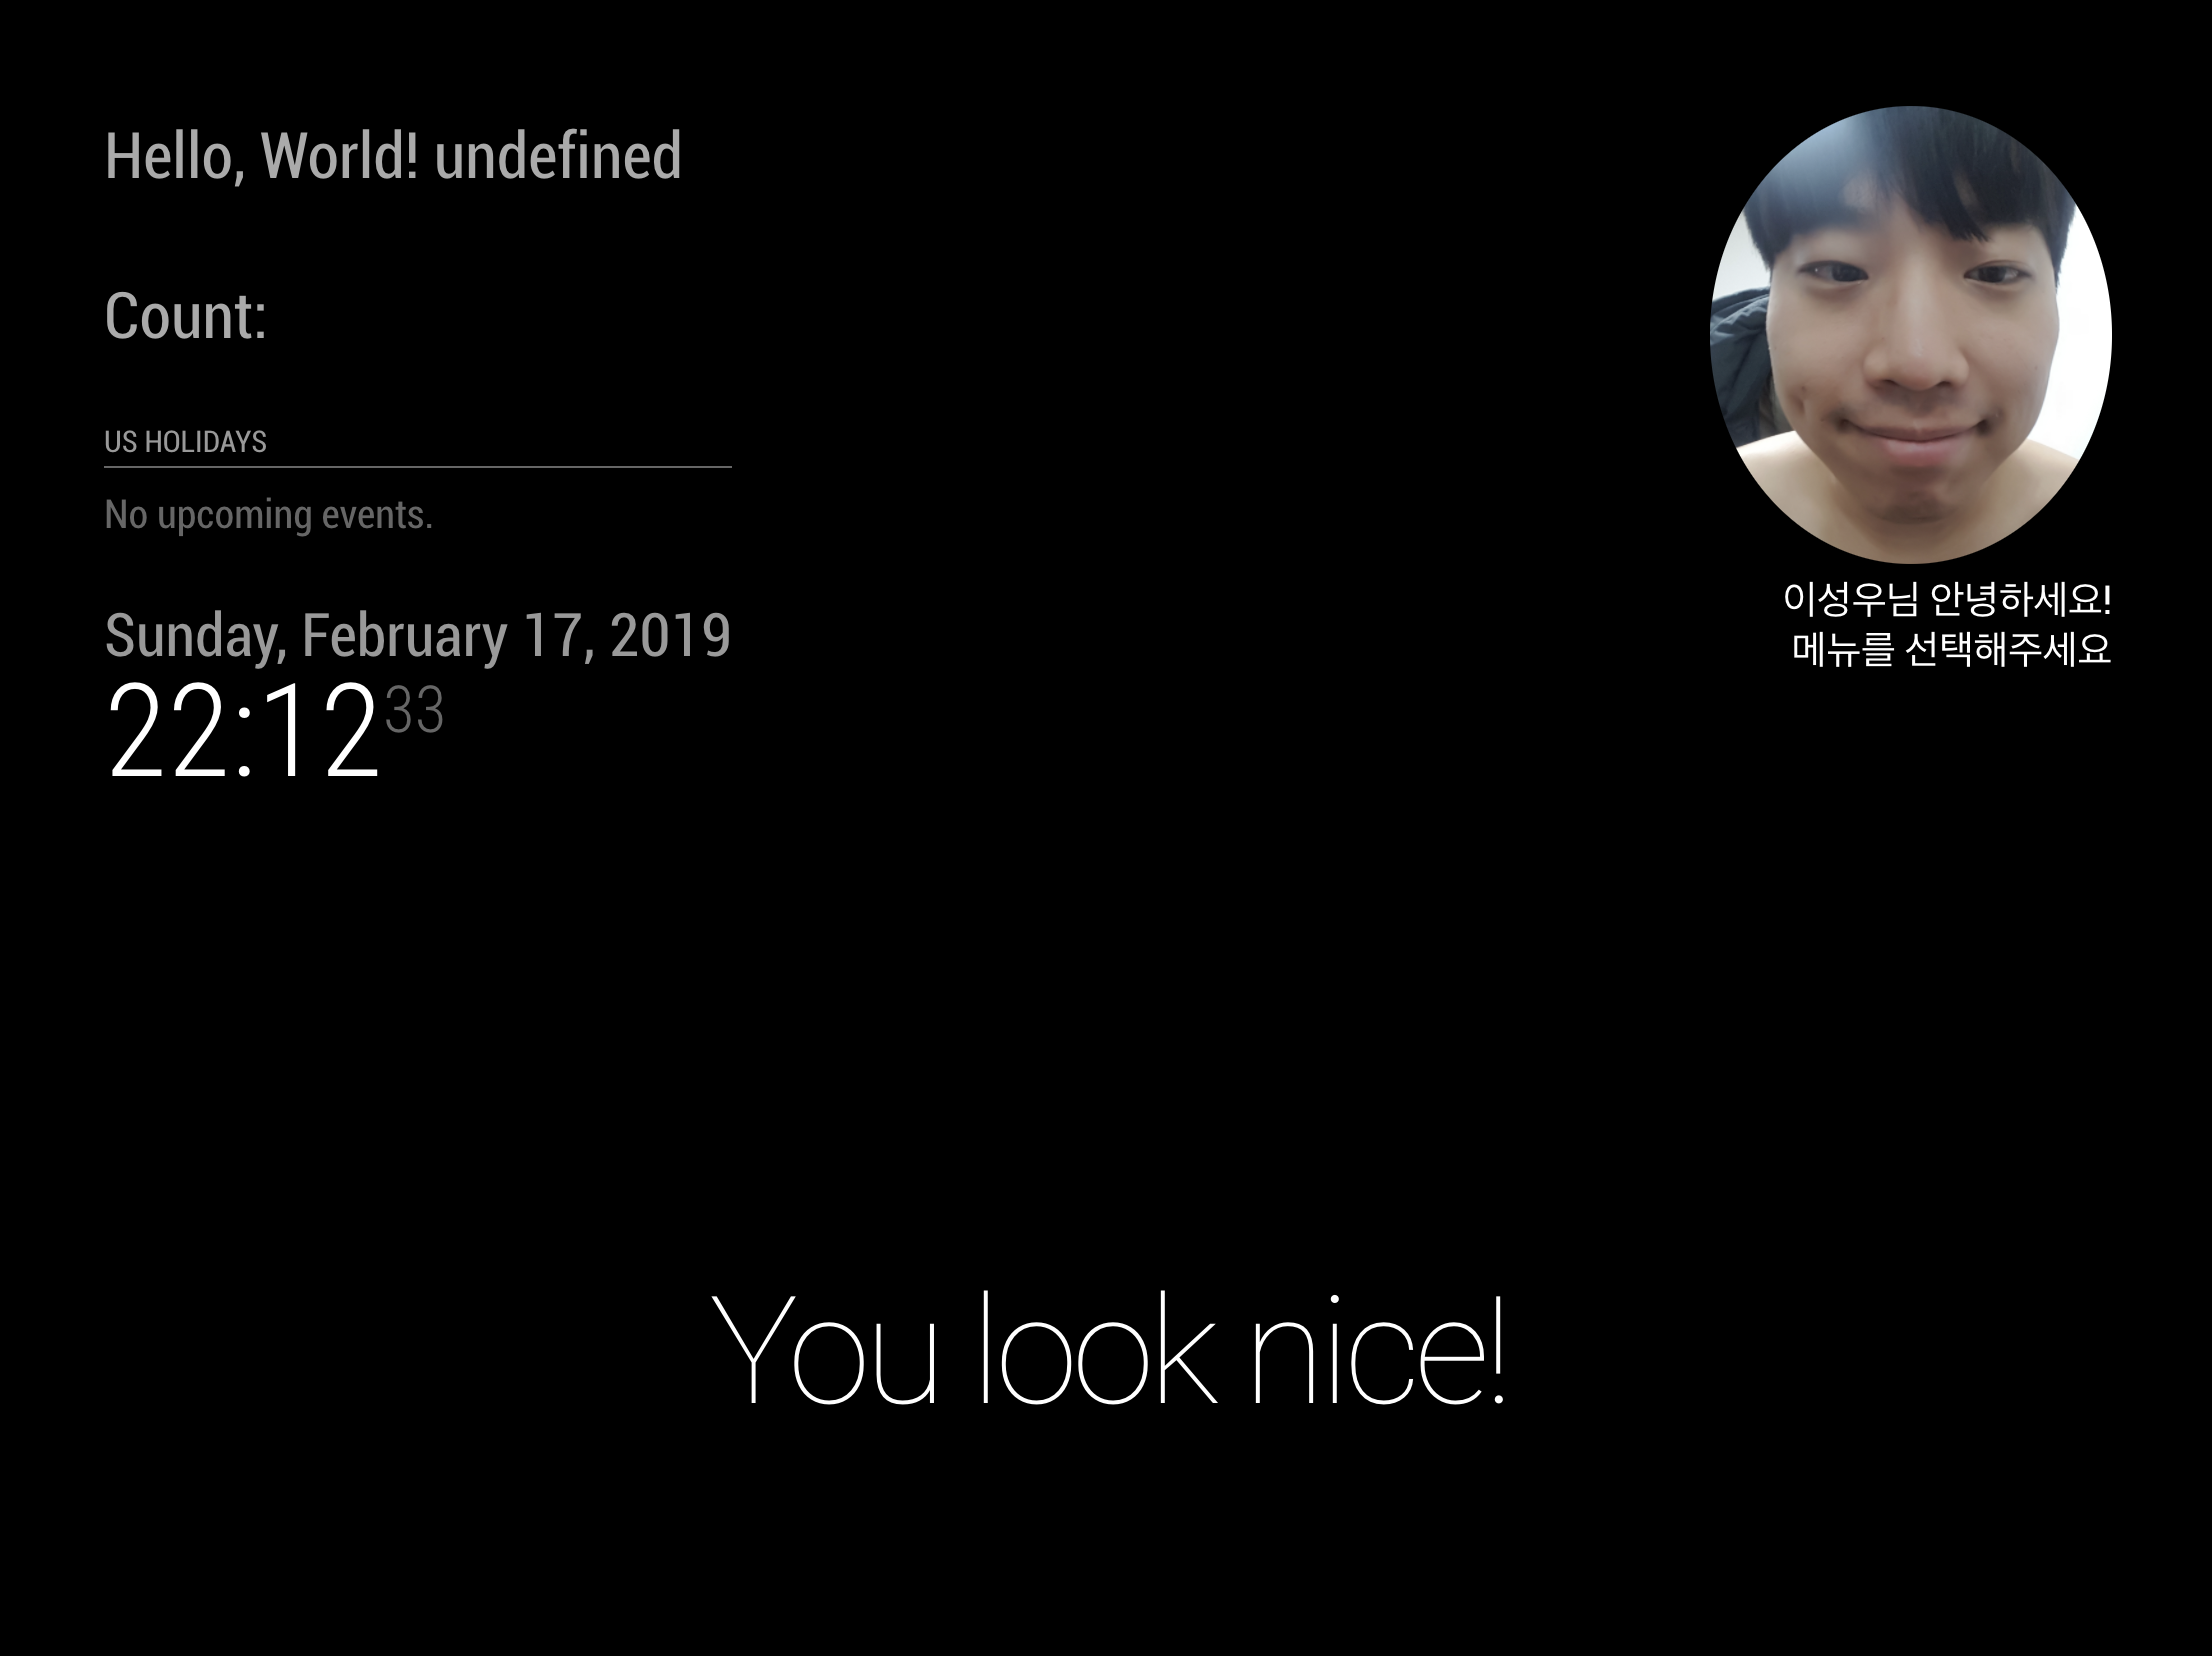 Hello, World! undefined
Count:
US HOLIDAYS
No upcoming events.
Sunday, February 17, 2019
22:12 33
이성우님 안녕하세요!
메뉴를 선택해주세요
You look nice!